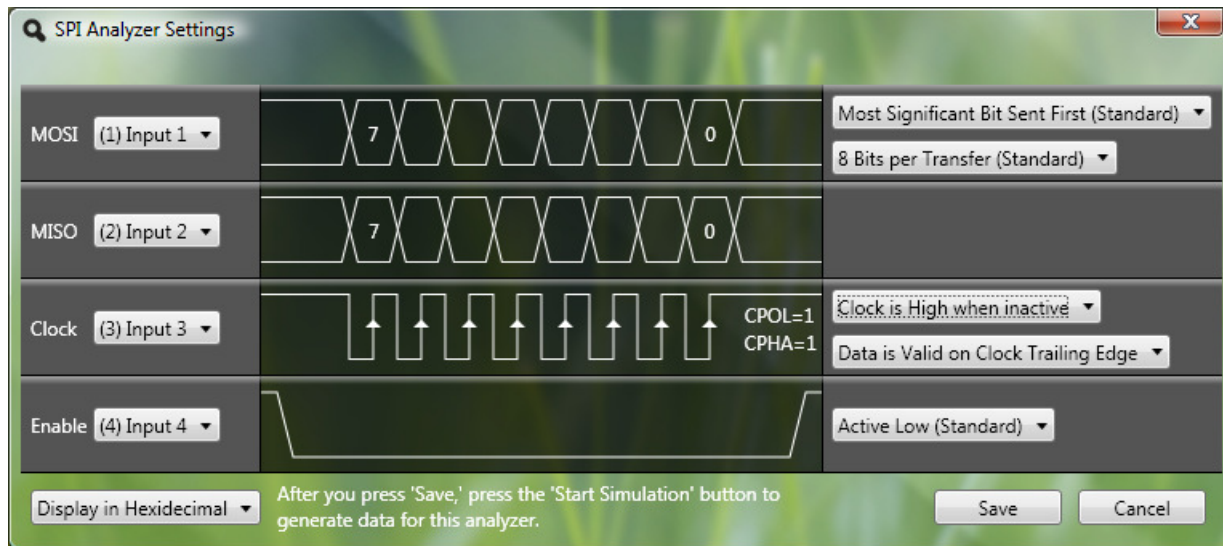 SPI Analyzer Settings
MOSI (1) Input 1
7 0
Most Significant Bit Sent First (Standard)
8 Bits per Transfer (Standard)
MISO (2) Input 2
7 0
Clock (3) Input 3
CPOL=1
CPHA=1
Clock is High when inactive
Data is Valid on Clock Trailing Edge
Enable (4) Input 4
Active Low (Standard)
Display in Hexidecimal
After you press 'Save,' press the 'Start Simulation' button to
generate data for this analyzer.
Save Cancel